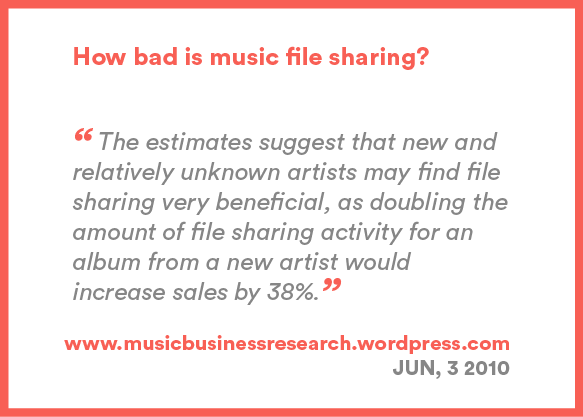 How bad is music file sharing?
“ The estimates suggest that new and
relatively unknown artists may find file
sharing very beneficial, as doubling the
amount of file sharing activity for an
album from a new artist would
increase sales by 38%.”
www.musicbusinessresearch.wordpress.com
JUN, 3 2010